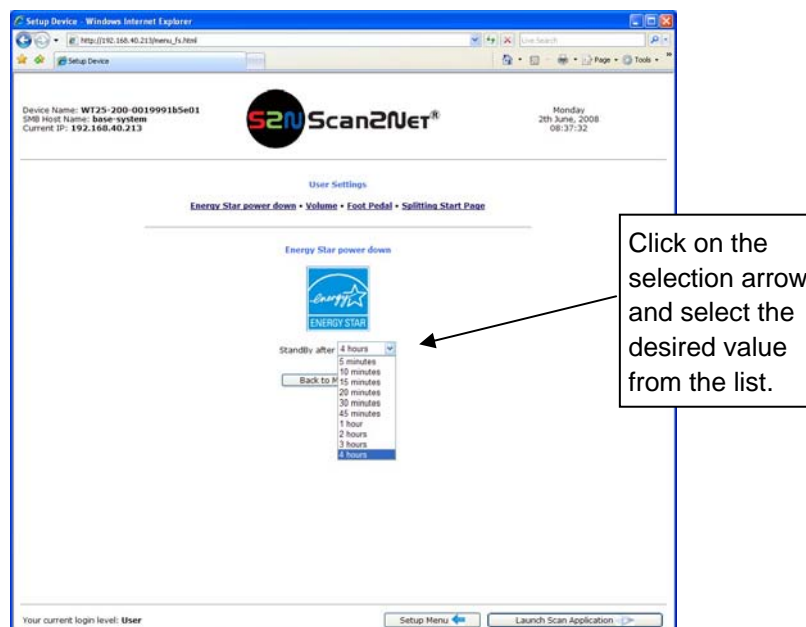 Setup Device - Windows Internet Explorer
http://192.168.40.213/menu_fs.html
Live Search
Setup Device
Page
Tools
Device Name: WT25-200-0019991b5e01
SMB Host Name: base-system
Current IP: 192.168.40.213
S2N Scan2Net®
Monday
2th June, 2008
08:37:32
User Settings
Energy Star power down • Volume • Foot Pedal • Splitting Start Page
Energy Star power down
energy
ENERGY STAR
StandBy after 4 hours
Back to M
5 minutes
10 minutes
15 minutes
20 minutes
30 minutes
45 minutes
1 hour
2 hours
3 hours
4 hours
Click on the
selection arrow
and select the
desired value
from the list.
Your current login level: User
Setup Menu
Launch Scan Application